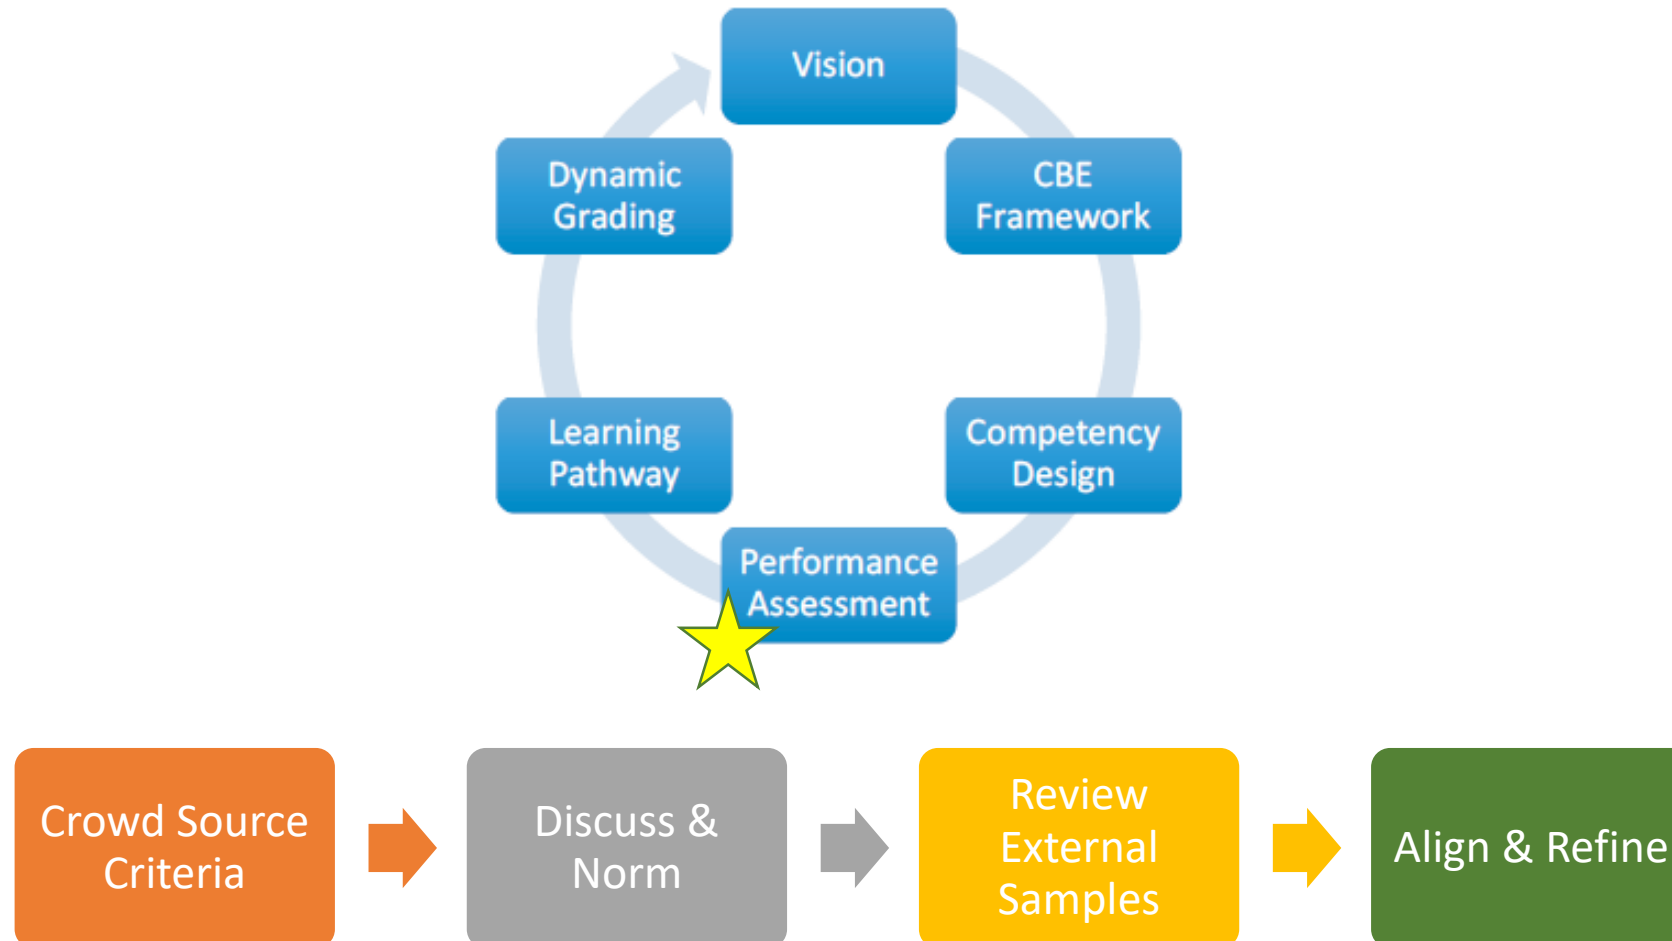 Vision
CBE
Framework
Competency
Design
Performance
Assessment
Learning
Pathway
Dynamic
Grading
Crowd Source
Criteria
Discuss &
Norm
Review
External
Samples
Align & Refine